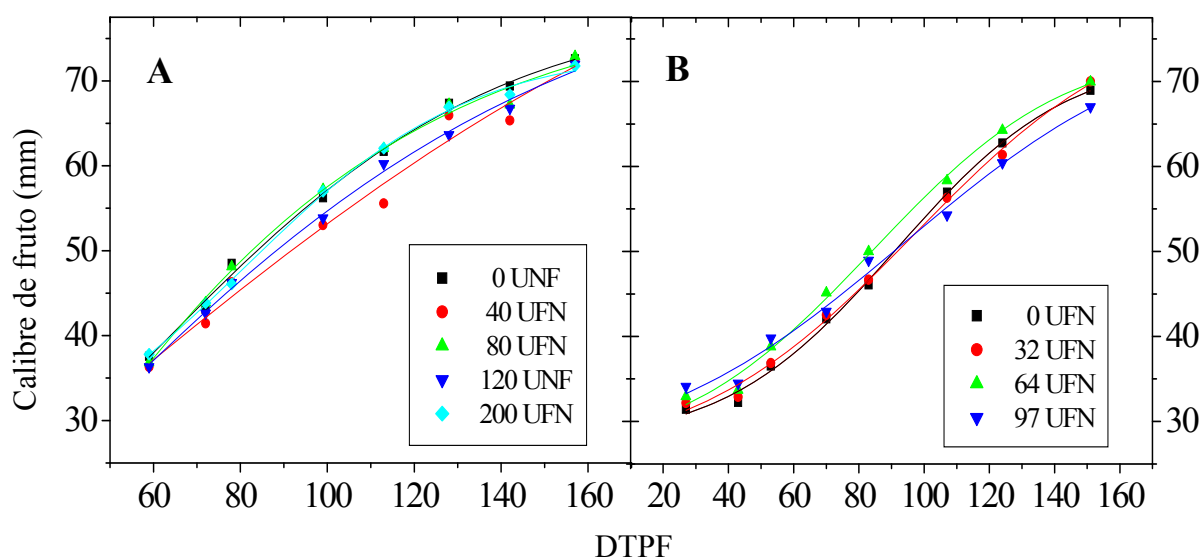 A
B
Calibre de fruto (mm)
70
60
50
40
30
0 UNF
40 UFN
80 UFN
120 UNF
200 UFN
0 UFN
32 UFN
64 UFN
97 UFN
70
60
50
40
30
60 80 100 120 140 160
20 40 60 80 100 120 140 160
DTPF